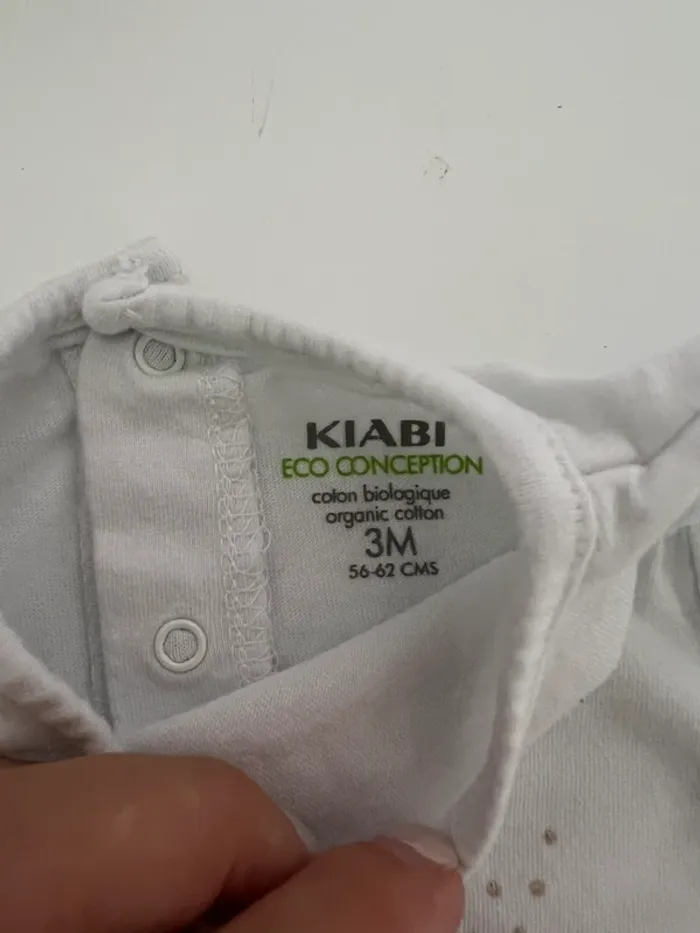 KIABI
ECO CONCEPTION
coton biologique
organic cotton
3M
56-62 CMS